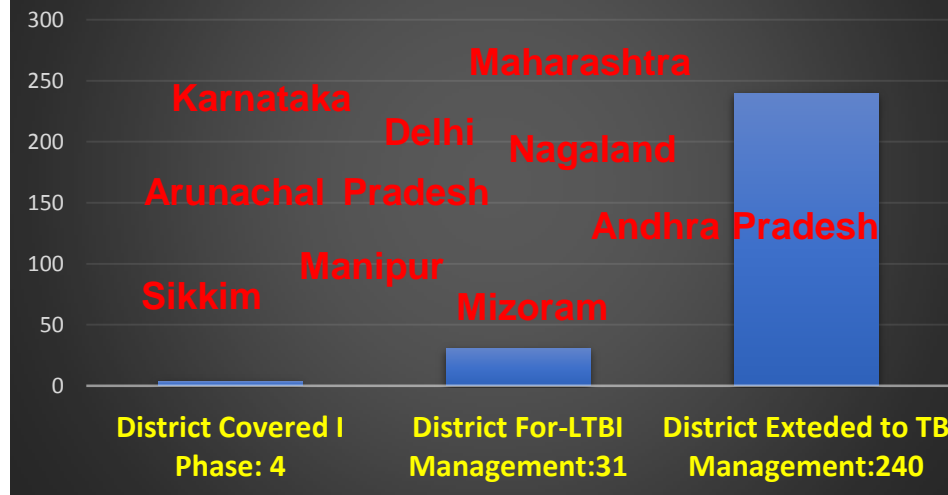 300
Maharashtra
250
Karnataka
Delhi
200
Nagaland
Arunachal Pradesh
150
Andhra Pradesh
100
Manipur
Sikkim
Mizoram
50
0
District Covered I
Phase: 4
District For-LTBI
Management:31
District Exteded to TB
Management:240